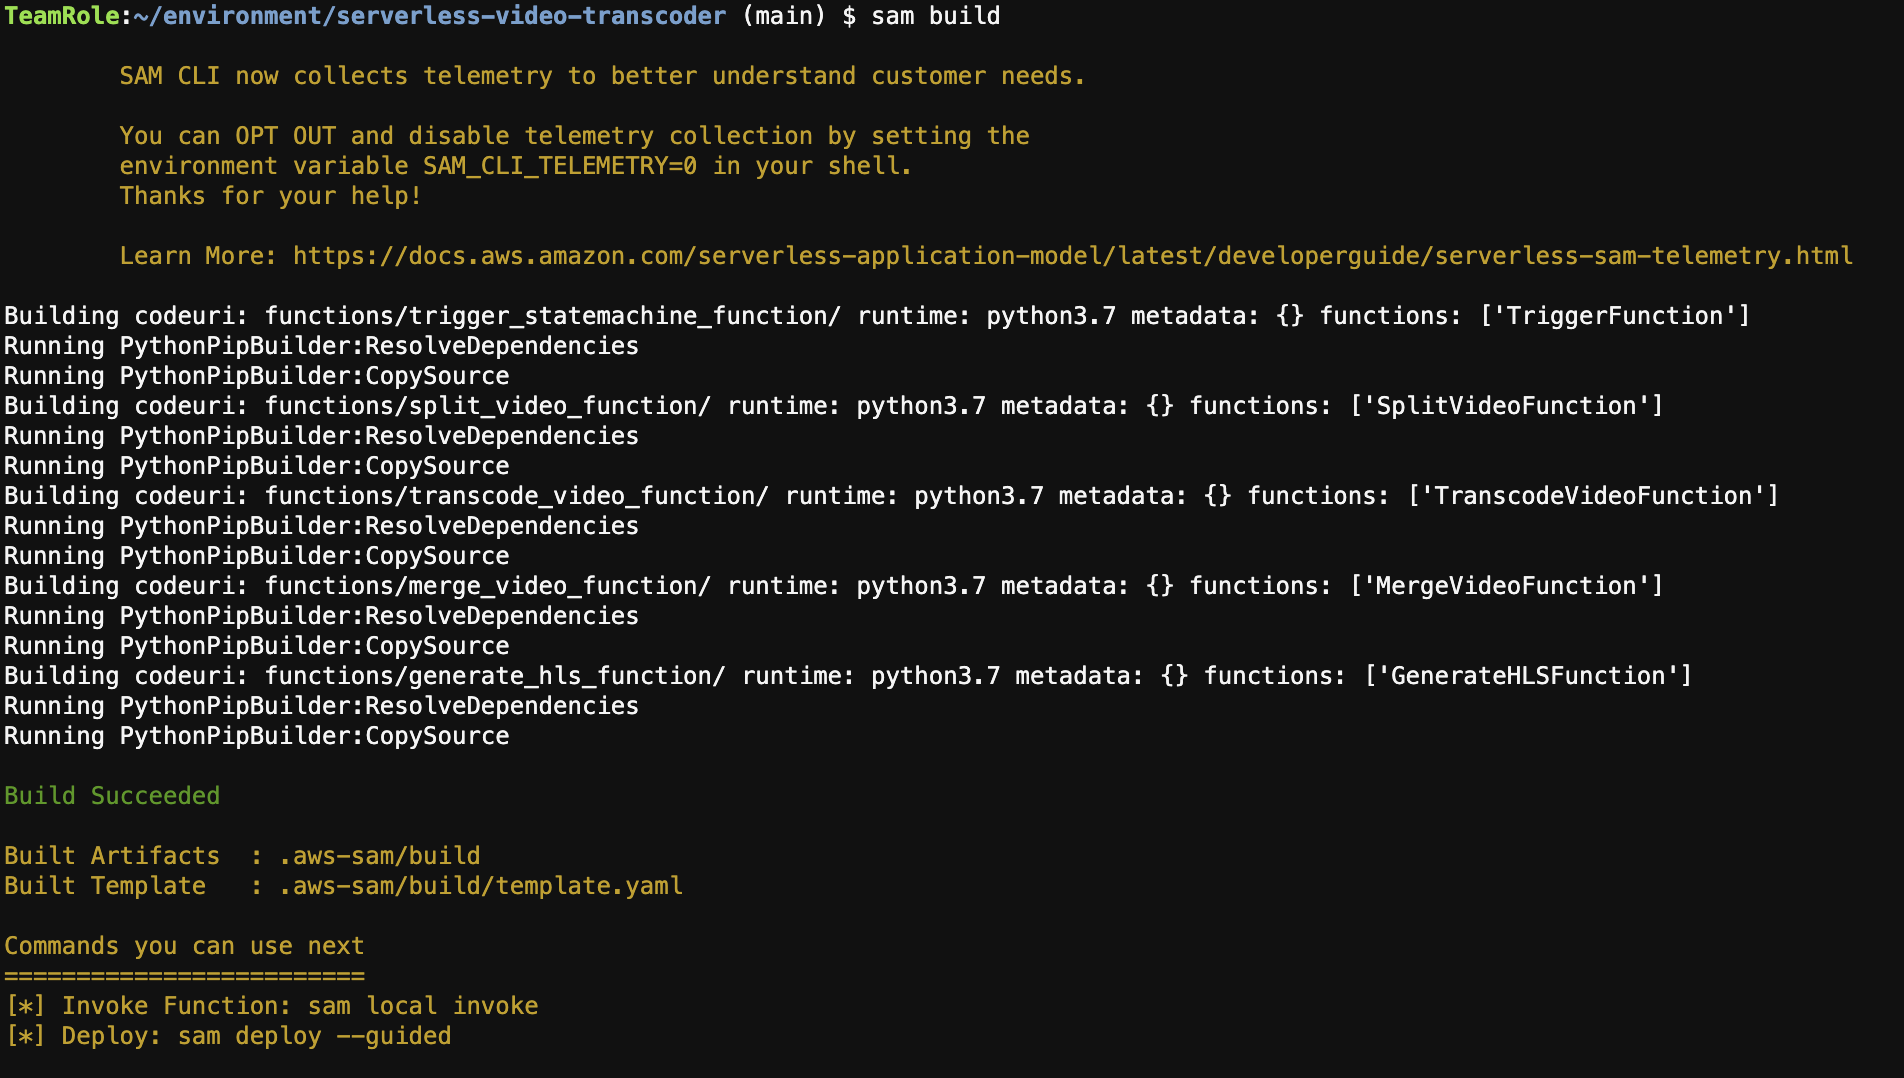 TeamRole:~/environment/serverless-video-transcoder (main) $ sam build
SAM CLI now collects telemetry to better understand customer needs.
You can OPT OUT and disable telemetry collection by setting the
environment variable SAM_CLI_TELEMETRY=0 in your shell.
Thanks for your help!
Learn More: https://docs.aws.amazon.com/serverless-application-model/latest/developerguide/serverless-sam-telemetry.html
Building codeuri: functions/trigger_statemachine_function/ runtime: python3.7 metadata: {} functions: ['TriggerFunction']
Running PythonPipBuilder:ResolveDependencies
Running PythonPipBuilder:CopySource
Building codeuri: functions/split_video_function/ runtime: python3.7 metadata: {} functions: ['SplitVideoFunction']
Running PythonPipBuilder:ResolveDependencies
Running PythonPipBuilder:CopySource
Building codeuri: functions/transcode_video_function/ runtime: python3.7 metadata: {} functions: ['TranscodeVideoFunction']
Running PythonPipBuilder:ResolveDependencies
Running PythonPipBuilder:CopySource
Building codeuri: functions/merge_video_function/ runtime: python3.7 metadata: {} functions: ['MergeVideoFunction']
Running PythonPipBuilder:ResolveDependencies
Running PythonPipBuilder:CopySource
Building codeuri: functions/generate_hls_function/ runtime: python3.7 metadata: {} functions: ['GenerateHLSFunction']
Running PythonPipBuilder:ResolveDependencies
Running PythonPipBuilder:CopySource
Build Succeeded
Built Artifacts  : .aws-sam/build
Built Template   : .aws-sam/build/template.yaml
Commands you can use next
=========================
[*] Invoke Function: sam local invoke
[*] Deploy: sam deploy --guided